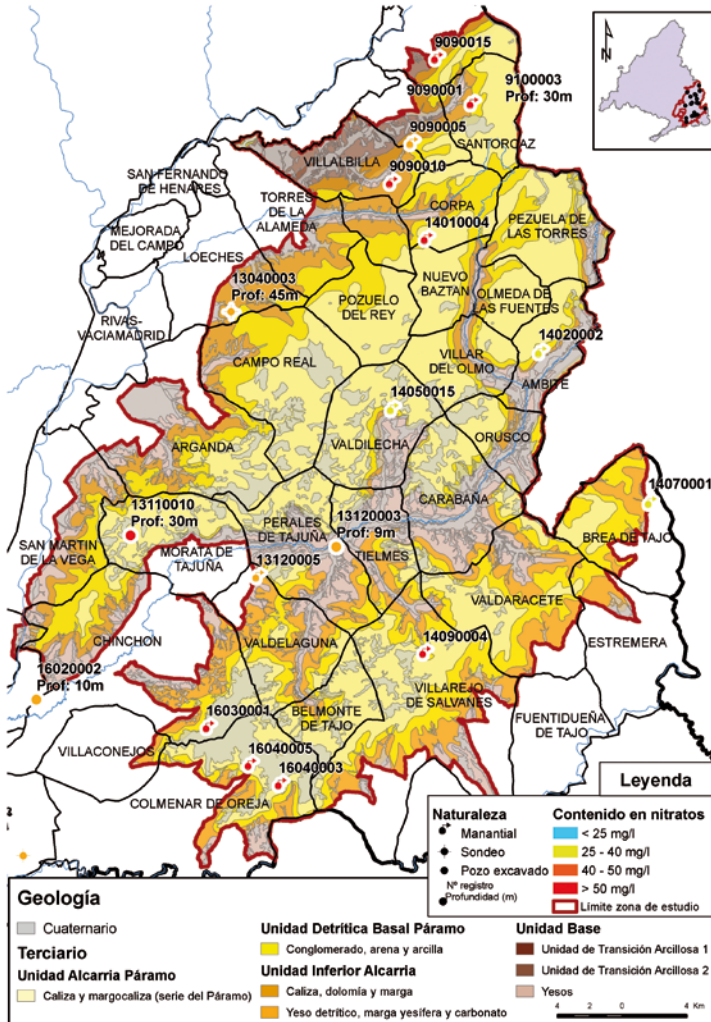 N
9090015
9090001
9100003
Prof: 30m
9090005
SANTORCAZ
VILLALBILLA
9090010
SAN FERNANDO
DE HENARES
TORRES
DE LA
ALAMEDA
CORPA
PEZUELA DE
LAS TORRES
MEJORADA
DEL CAMPO
14010004
LOECHES
NUEVO
BAZTAN
13040003
Prof: 45m
POZUELO
DEL REY
OLMEDA DE
LAS FUENTES
RIVAS-
VACIAMADRID
14020002
CAMPO REAL
VILLAR
DEL OLMO
AMBITE
14050015
ARGANDA
VALDILECHA
ORUSCO
14070001
13110010
Prof: 30m
CARABAÑA
PERALES
DE TAJUÑA
13120003
Prof: 9m
BREA DE TAJO
SAN MARTIN
DE LA VEGA
MORATA DE
TAJUÑA
TIELMES
13120005
VALDARACETE
CHINCHON
VALDELAGUNA
14090004
ESTREMERA
16020002
Prof: 10m
VILLAREJO
DE SALVANES
16030001
BELMONTE
DE TAJO
FUENTIDUEÑA
DE TAJO
VILLACONEJOS
16040005
16040003
COLMENAR DE OREJA
Leyenda
Naturaleza
Manantial
Sondeo
Pozo excavado
Nº registro
Profundidad (m)
Contenido en nitratos
< 25 mg/l
25 - 40 mg/l
40 - 50 mg/l
> 50 mg/l
Límite zona de estudio
Geología
Cuaternario
Terciario
Unidad Alcarria Páramo
Caliza y margocaliza (serie del Páramo)
Unidad Detrítica Basal Páramo
Conglomerado, arena y arcilla
Unidad Inferior Alcarria
Caliza, dolomía y marga
Yeso detrítico, marga yesífera y carbonato
Unidad Base
Unidad de Transición Arcillosa 1
Unidad de Transición Arcillosa 2
Yesos
4 2 0 4 Km